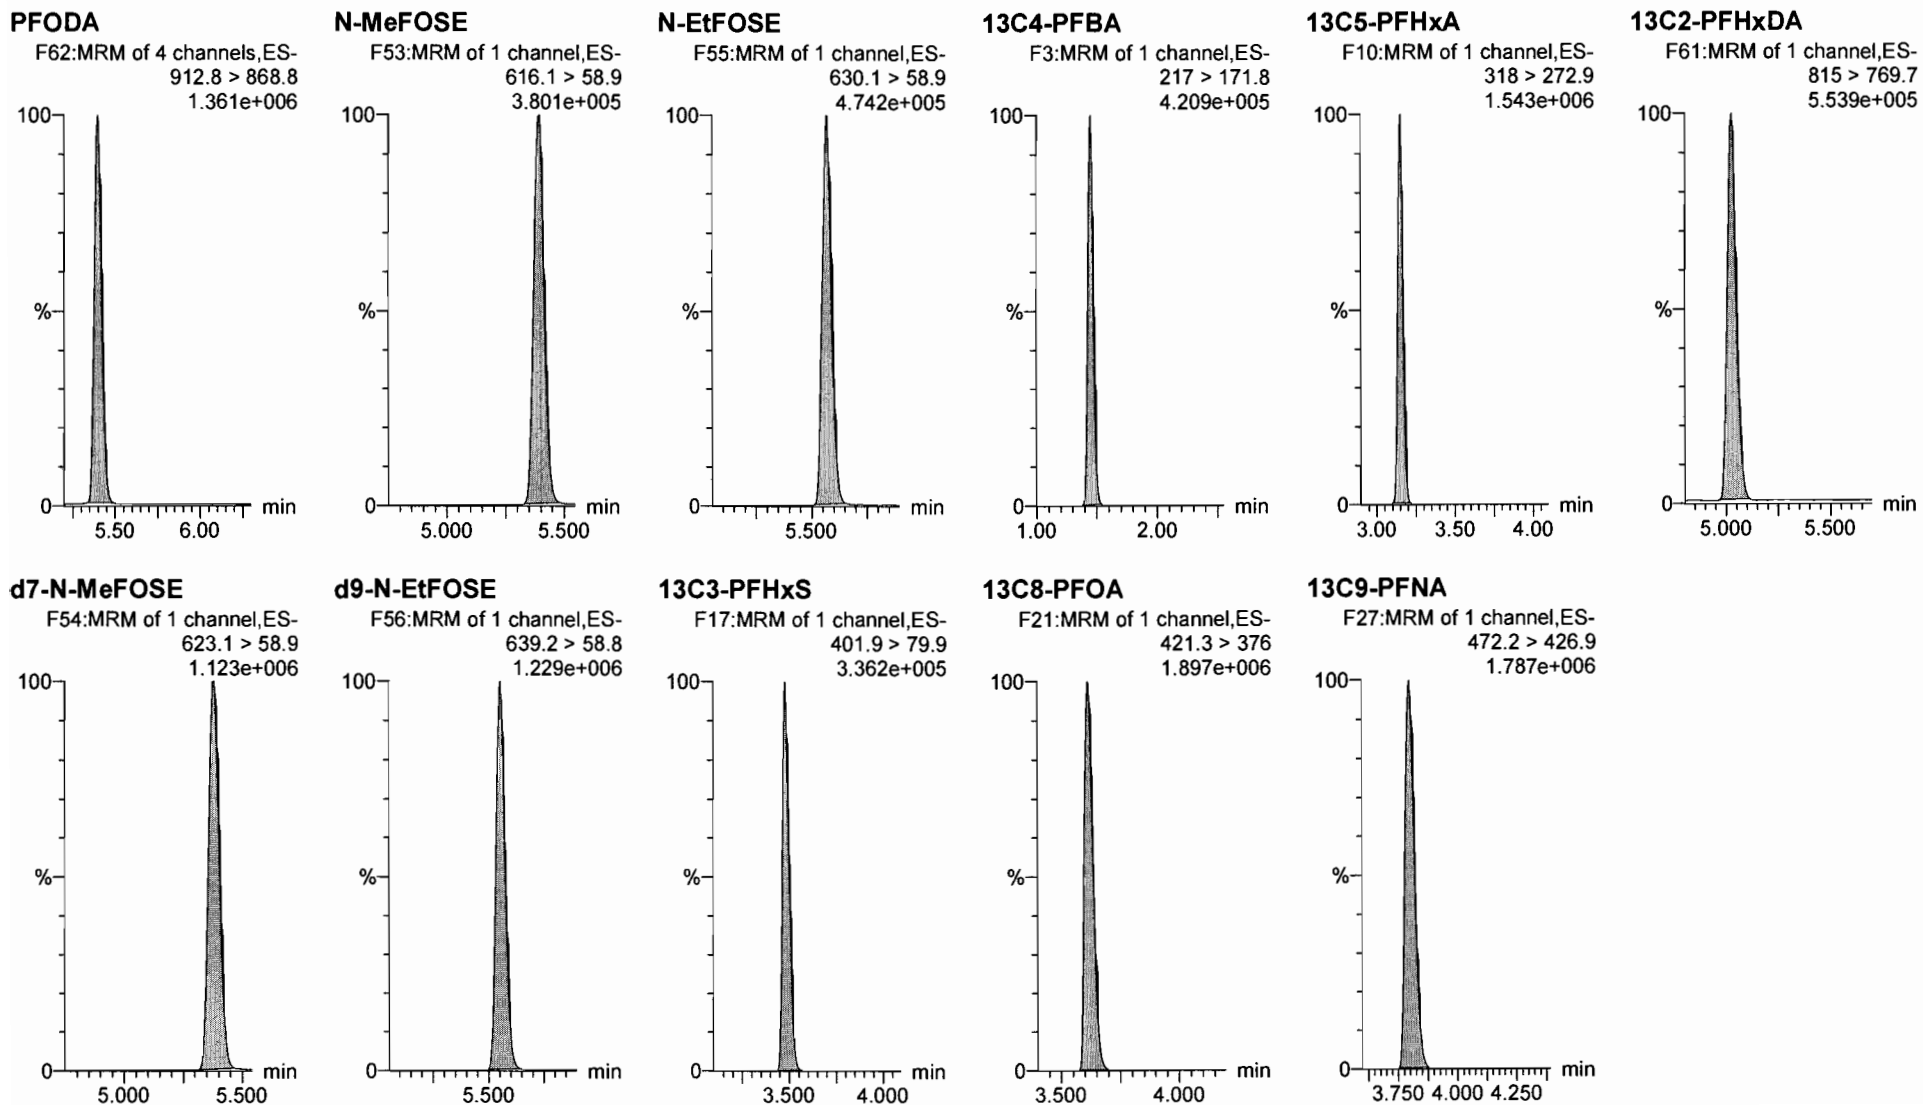 PFODA
F62:MRM of 4 channels,ES-
912.8 > 868.8
1.361e+006
100
%
0
min
5.50 6.00
N-MeFOSE
F53:MRM of 1 channel,ES-
616.1 > 58.9
3.801e+005
100
%
0
min
5.000 5.500
N-EtFOSE
F55:MRM of 1 channel,ES-
630.1 > 58.9
4.742e+005
100
%
0
min
5.500
13C4-PFBA
F3:MRM of 1 channel,ES-
217 > 171.8
4.209e+005
100
%
0
min
1.00 2.00
13C5-PFHxA
F10:MRM of 1 channel,ES-
318 > 272.9
1.543e+006
100
%
0
min
3.00 3.50 4.00
13C2-PFHxDA
F61:MRM of 1 channel,ES-
815 > 769.7
5.539e+005
100
%
0
min
5.000 5.500
d7-N-MeFOSE
F54:MRM of 1 channel,ES-
623.1 > 58.9
1.123e+006
100
%
0
min
5.000 5.500
d9-N-EtFOSE
F56:MRM of 1 channel,ES-
639.2 > 58.8
1.229e+006
100
%
0
min
5.500
13C3-PFHxS
F17:MRM of 1 channel,ES-
401.9 > 79.9
3.362e+005
100
%
0
min
3.500 4.000
13C8-PFOA
F21:MRM of 1 channel,ES-
421.3 > 376
1.897e+006
100
%
0
min
3.500 4.000
13C9-PFNA
F27:MRM of 1 channel,ES-
472.2 > 426.9
1.787e+006
100
%
0
min
3.750 4.000 4.250